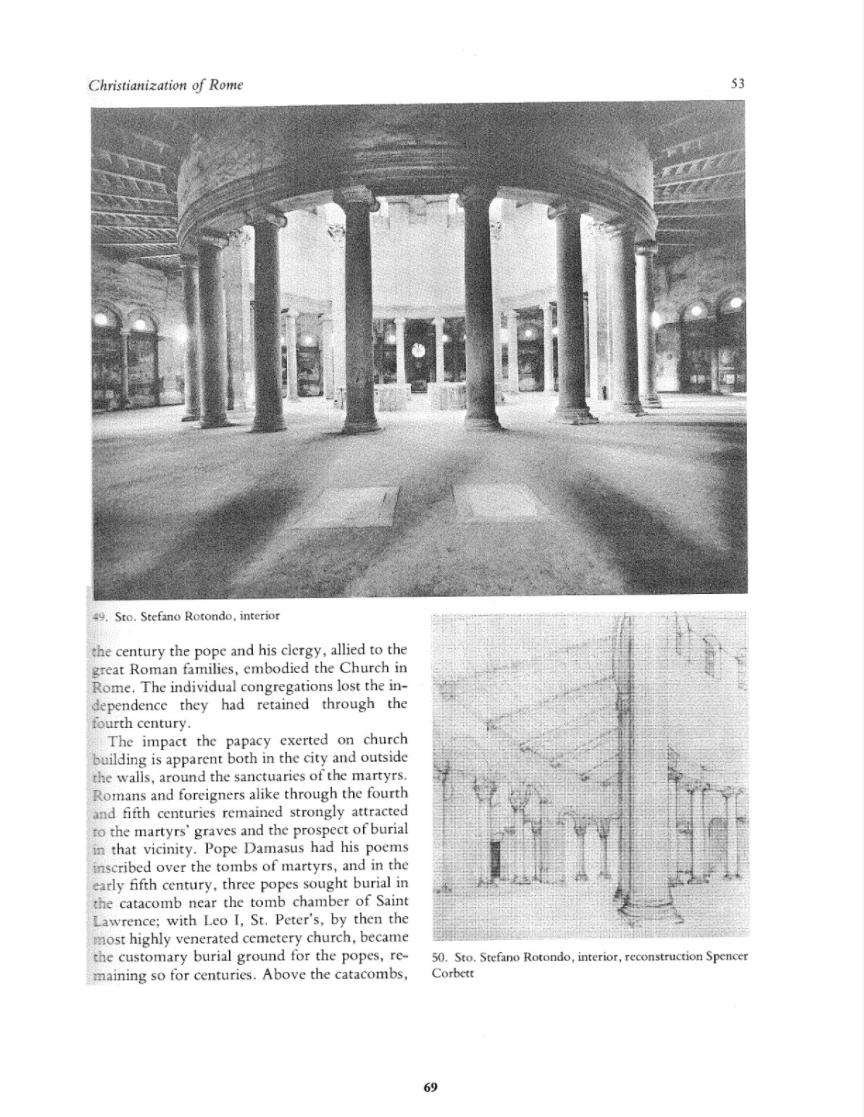 Christianization of Rome
53
49. Sto. Stefano Rotondo, interior
the century the pope and his clergy, allied to the
great Roman families, embodied the Church in
Rome. The individual congregations lost the in-
dependence they had retained through the
fourth century.
The impact the papacy exerted on church
building is apparent both in the city and outside
the walls, around the sanctuaries of the martyrs.
Romans and foreigners alike through the fourth
and fifth centuries remained strongly attracted
to the martyrs' graves and the prospect of burial
in that vicinity. Pope Damasus had his poems
inscribed over the tombs of martyrs, and in the
early fifth century, three popes sought burial in
the catacomb near the tomb chamber of Saint
Lawrence; with Leo I, St. Peter's, by then the
most highly venerated cemetery church, became
the customary burial ground for the popes, re-
maining so for centuries. Above the catacombs,
50. Sto. Stefano Rotondo, interior, reconstruction Spencer
Corbett
69